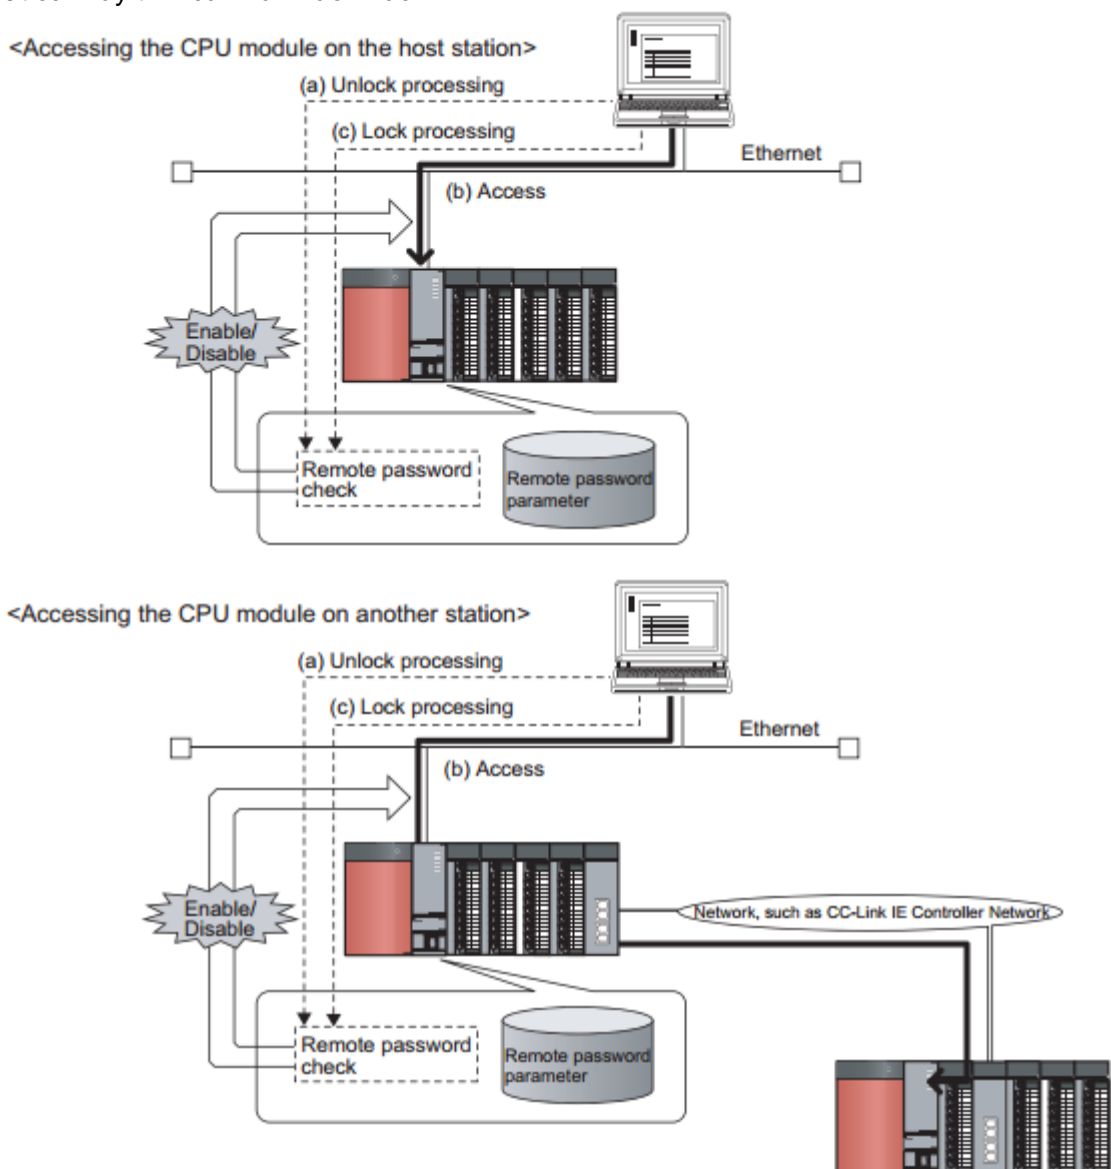 <Accessing the CPU module on the host station>
(a) Unlock processing
(c) Lock processing
Ethernet
(b) Access
Enable/
Disable
Remote password
check
Remote password
parameter
<Accessing the CPU module on another station>
(a) Unlock processing
(c) Lock processing
Ethernet
(b) Access
Enable/
Disable
Network, such as CC-Link IE Controller Network
Remote password
check
Remote password
parameter